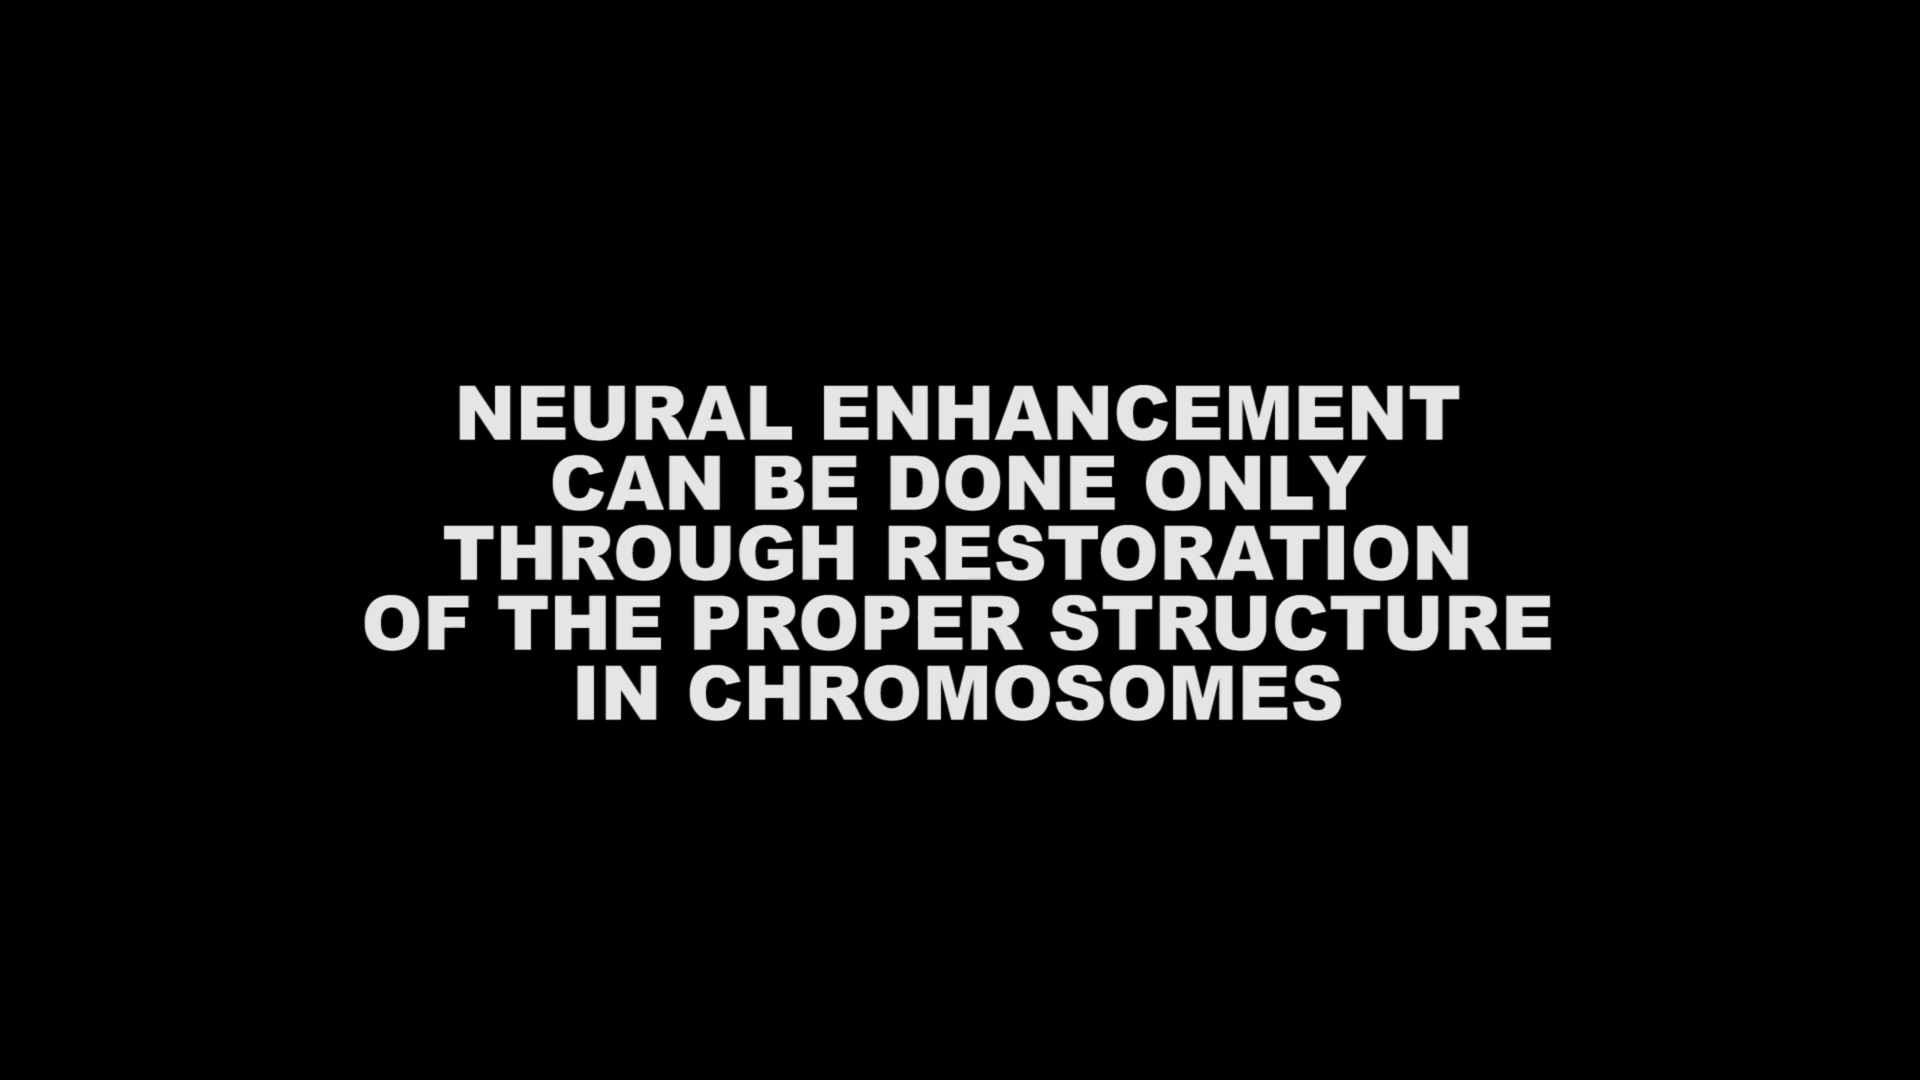 NEURAL ENHANCEMENT
CAN BE DONE ONLY
THROUGH RESTORATION
OF THE PROPER STRUCTURE
IN CHROMOSOMES